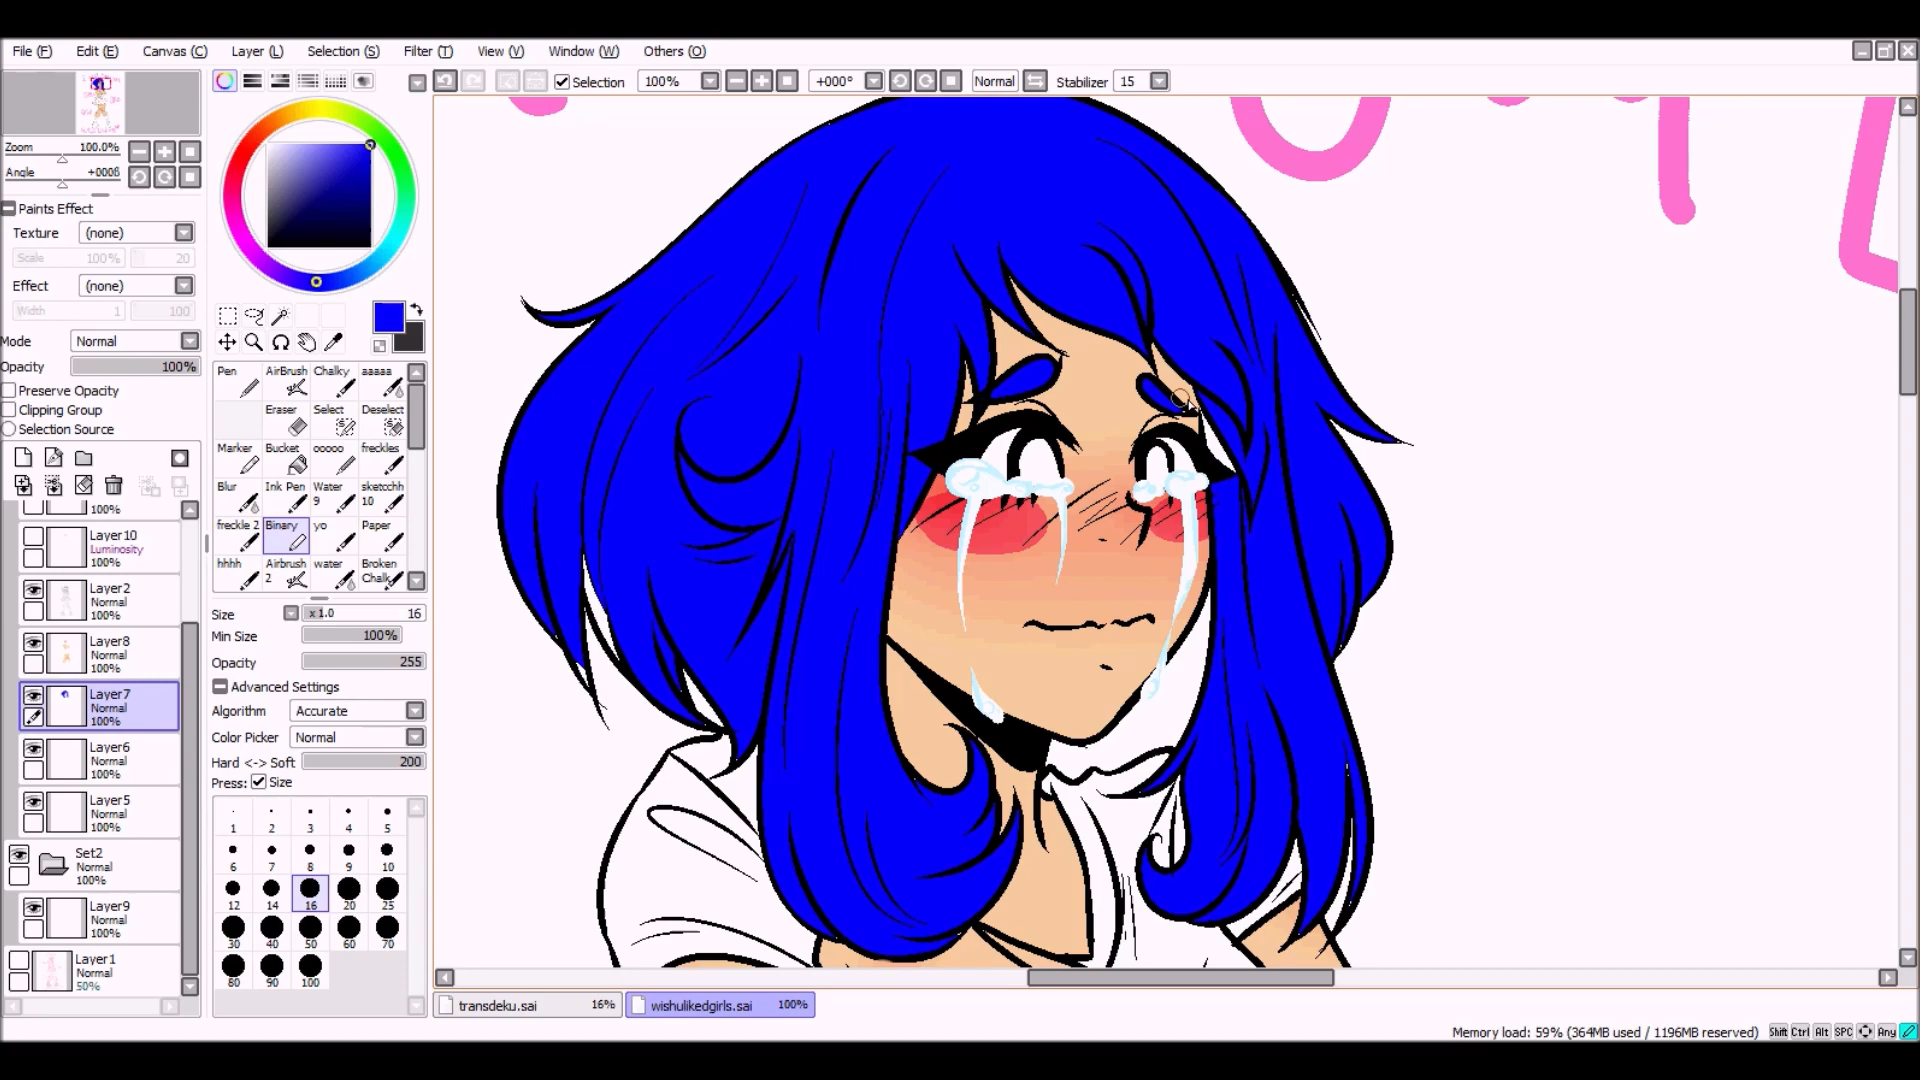 File (F) Edit (E) Canvas (C) Layer (L) Selection (S) Filter (T) View (V) Window (W) Others (O)
Selection 100% +000° Normal Stabilizer 15
Zoom 100.0%
Angle +000ß
Paints Effect
Texture (none)
Scale 100% 20
Effect (none)
Width 1 100
Mode Normal
Opacity 100%
Preserve Opacity
Clipping Group
Selection Source
100%
Layer10
Luminosity
100%
Layer2
Normal
100%
Layer8
Normal
100%
Layer7
Normal
100%
Layer6
Normal
100%
Layer5
Normal
100%
Set2
Normal
100%
Layer9
Normal
100%
Layer1
Normal
50%
Pen AirBrush Chalky aaaaa
Eraser Select Deselect
Marker Bucket ooooo freckles
Blur Ink Pen Water 9 sketcchh 10
freckle 2 Binary yo Paper
hhhh Airbrush 2 water Broken Chalk
Size x 1.0 16
Min Size 100%
Opacity 255
Advanced Settings
Algorithm Accurate
Color Picker Normal
Hard <-> Soft 200
Press: Size
1 2 3 4 5
6 7 8 9 10
12 14 16 20 25
30 40 50 60 70
80 90 100
transdeku.sai 16% wishulikedgirls.sai 100%
Memory load: 59% (364MB used / 1196MB reserved) Shift Ctrl Alt SPC Any